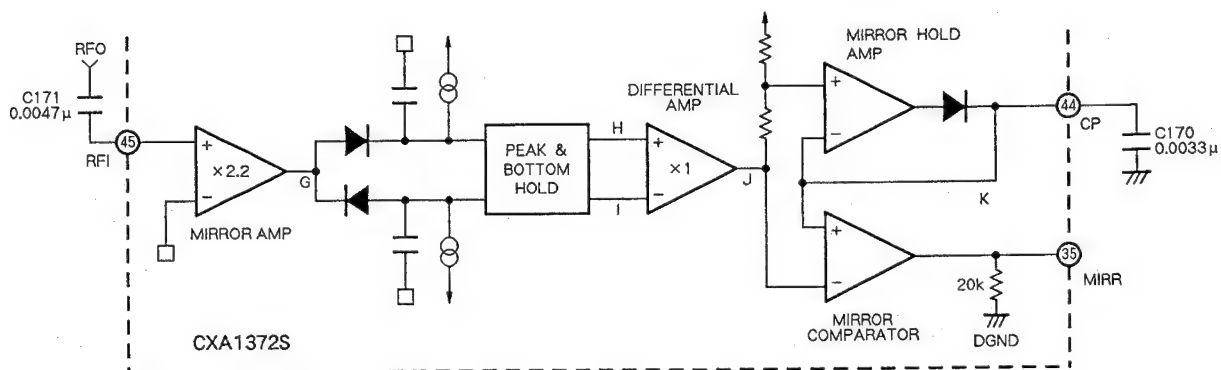 RFO
C171
0.0047μ
45
RFI
+
×2.2
−
MIRROR AMP
G
PEAK &
BOTTOM
HOLD
H
I
DIFFERENTIAL
AMP
+
×1
−
J
MIRROR HOLD
AMP
+
−
K
44
CP
C170
0.0033μ
+
−
MIRROR
COMPARATOR
20k
DGND
35
MIRR
CXA1372S